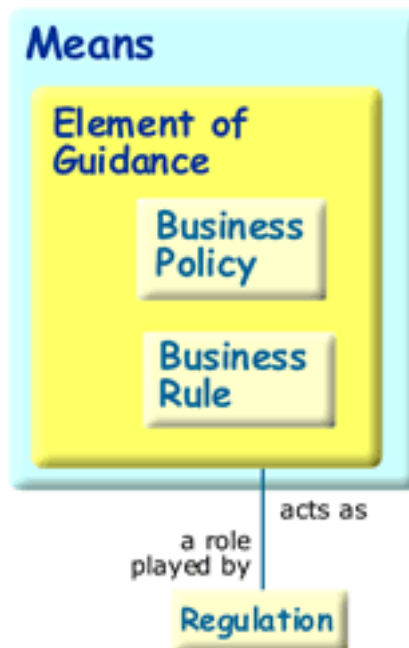 Means
Element of
Guidance
Business
Policy
Business
Rule
acts as
a role
played by
Regulation